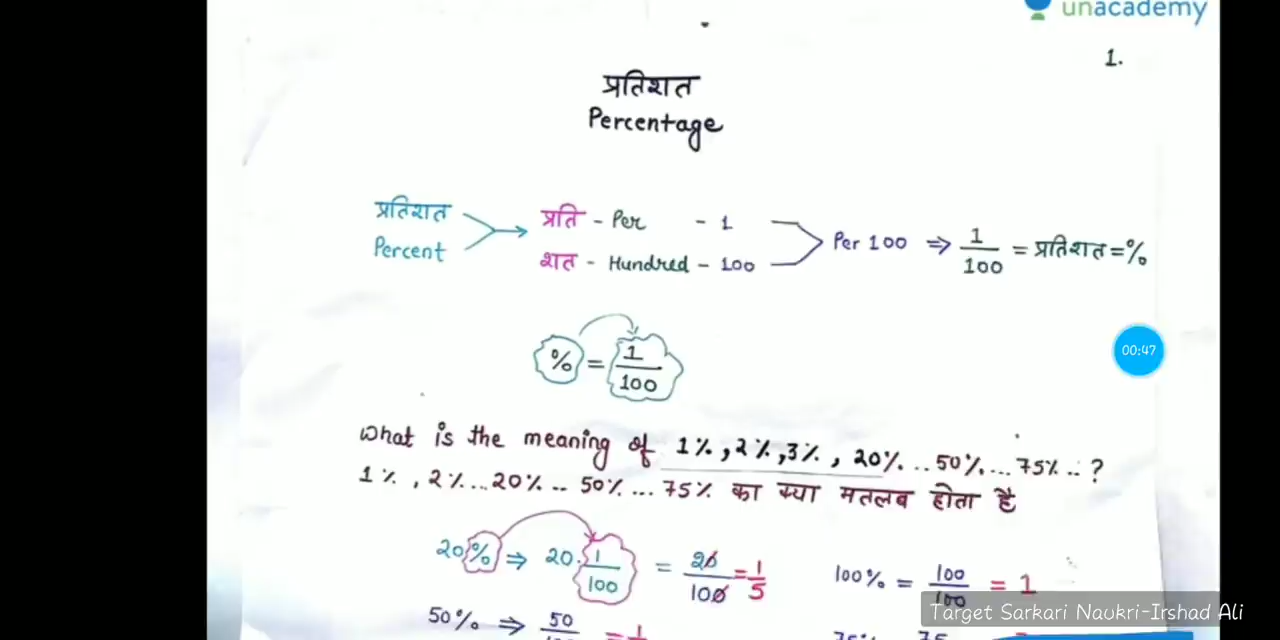 unacademy
1.
प्रतिशत
Percentage
प्रतिशत
Percent
प्रति - Per - 1
शत - Hundred - 100
Per 100 ⇒ 1/100 = प्रतिशत = %
% = 1/100
00:47
What is the meaning of 1%, 2%, 3%, 20%...50%...75%..?
1%, 2%...20%..50%...75% का क्या मतलब होता है
20% ⇒ 20·1/100 = 20/100 = 1/5
100% = 100/100 = 1
50% ⇒ 50
Target Sarkari Naukri-Irshad Ali